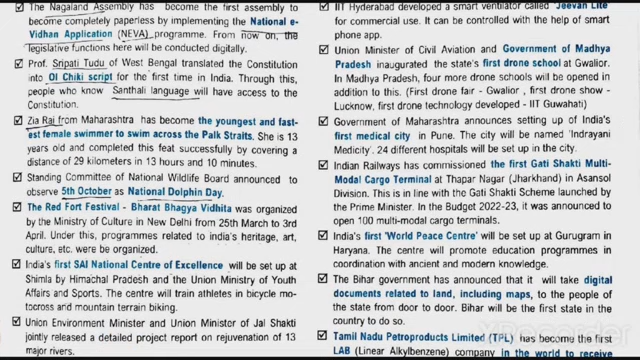 The Nagaland Assembly has become the first assembly to
become completely paperless by implementing the National e-
Vidhan Application (NEVA) programme. From now on, the
legislative functions here will be conducted digitally.
Prof. Sripati Tudu of West Bengal translated the Constitution
into Ol Chiki script for the first time in India. Through this,
people who know Santhali language will have access to the
Constitution.
Zia Rai from Maharashtra has become the youngest and fast-
est female swimmer to swim across the Palk Straits. She is 13
years old and completed this feat successfully by covering a
distance of 29 kilometers in 13 hours and 10 minutes.
Standing Committee of National Wildlife Board announced to
observe 5th October as National Dolphin Day.
The Red Fort Festival - Bharat Bhagya Vidhita was organized
by the Ministry of Culture in New Delhi from 25th March to 3rd
April. Under this, programmes related to india's heritage, art,
culture, etc. were be organized.
India's first SAI National Centre of Excellence will be set up at
Shimla by Himachal Pradesh and the Union Ministry of Youth
Affairs and Sports. The centre will train athletes in bicycle mo-
tocross and mountain terrain biking.
Union Environment Minister and Union Minister of Jal Shakti
jointly released a detailed project report on rejuvenation of 13
major rivers.
IIT Hyderabad developed a smart ventilator called "Jeevan Lite"
for commercial use. It can be controlled with the help of smart
phone app.
Union Minister of Civil Aviation and Government of Madhya
Pradesh inaugurated the state's first drone school at Gwalior.
In Madhya Pradesh, four more drone schools will be opened in
addition to this. (First drone fair - Gwalior , first drone show -
Lucknow, first drone technology developed - IIT Guwahati)
Government of Maharashtra announces setting up of India's
first medical city in Pune. The city will be named 'Indrayani
Medicity'. 24 different hospitals will be set up in the city.
Indian Railways has commissioned the first Gati Shakti Multi-
Modal Cargo Terminal at Thapar Nagar (Jharkhand) in Asansol
Division. This is in line with the Gati Shakti Scheme launched by
the Prime Minister. In the Budget 2022-23, it was announced to
open 100 multi-modal cargo terminals.
India's first 'World Peace Centre' will be set up at Gurugram in
Haryana. The centre will promote education programmes in
coordination with ancient and modern knowledge.
The Bihar government has announced that it will take digital
documents related to land, including maps, to the people of
the state from door to door. Bihar will be the first state in
the country to do so.
Tamil Nadu Petroproducts Limited (TPL) has become the first
LAB (Linear Alkylbenzene) company in the world to receive
XRecorder